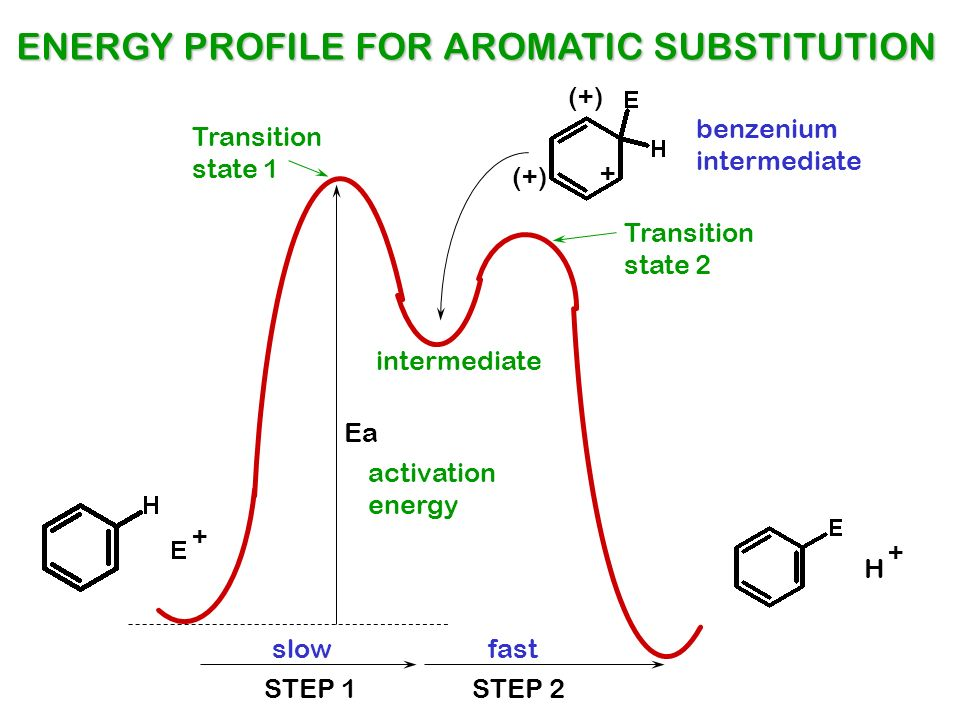 ENERGY PROFILE FOR AROMATIC SUBSTITUTION
(+)
E
H
(+)
+
benzenium
intermediate
Transition
state 1
Transition
state 2
intermediate
Ea
activation
energy
H
E +
E
H +
slow
fast
STEP 1
STEP 2